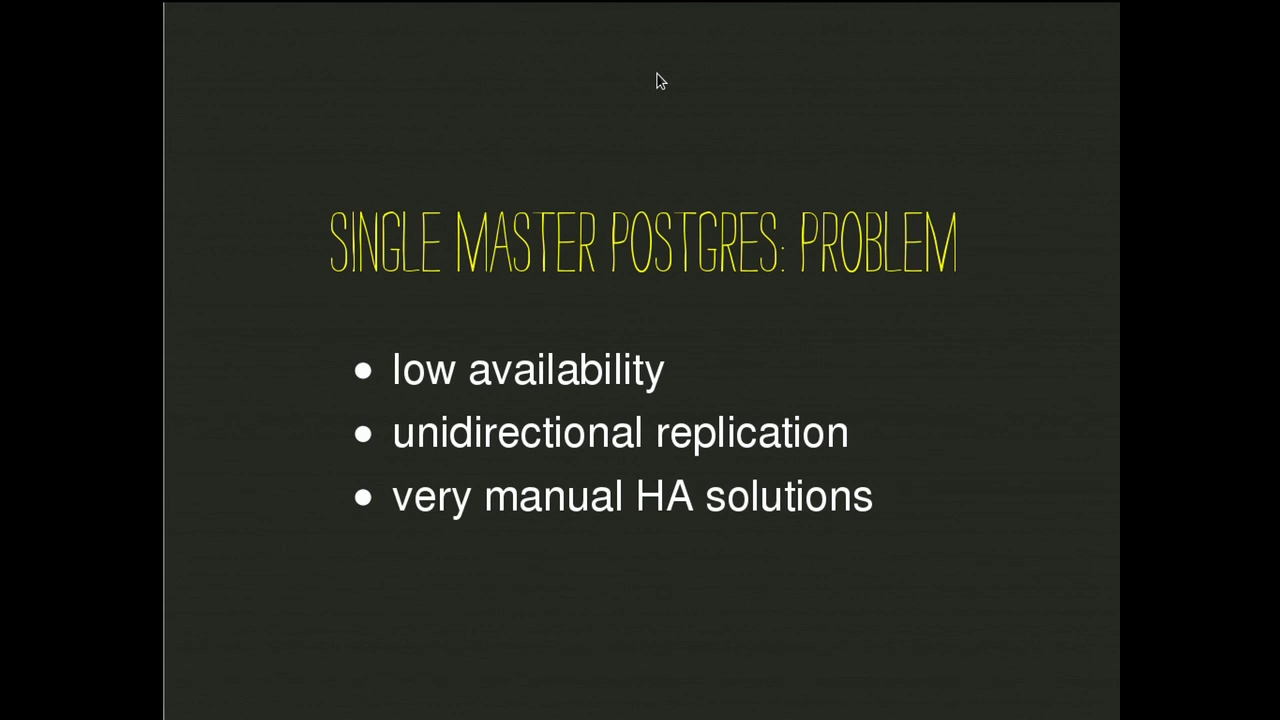 SINGLE MASTER POSTGRES: PROBLEM
• low availability
• unidirectional replication
• very manual HA solutions